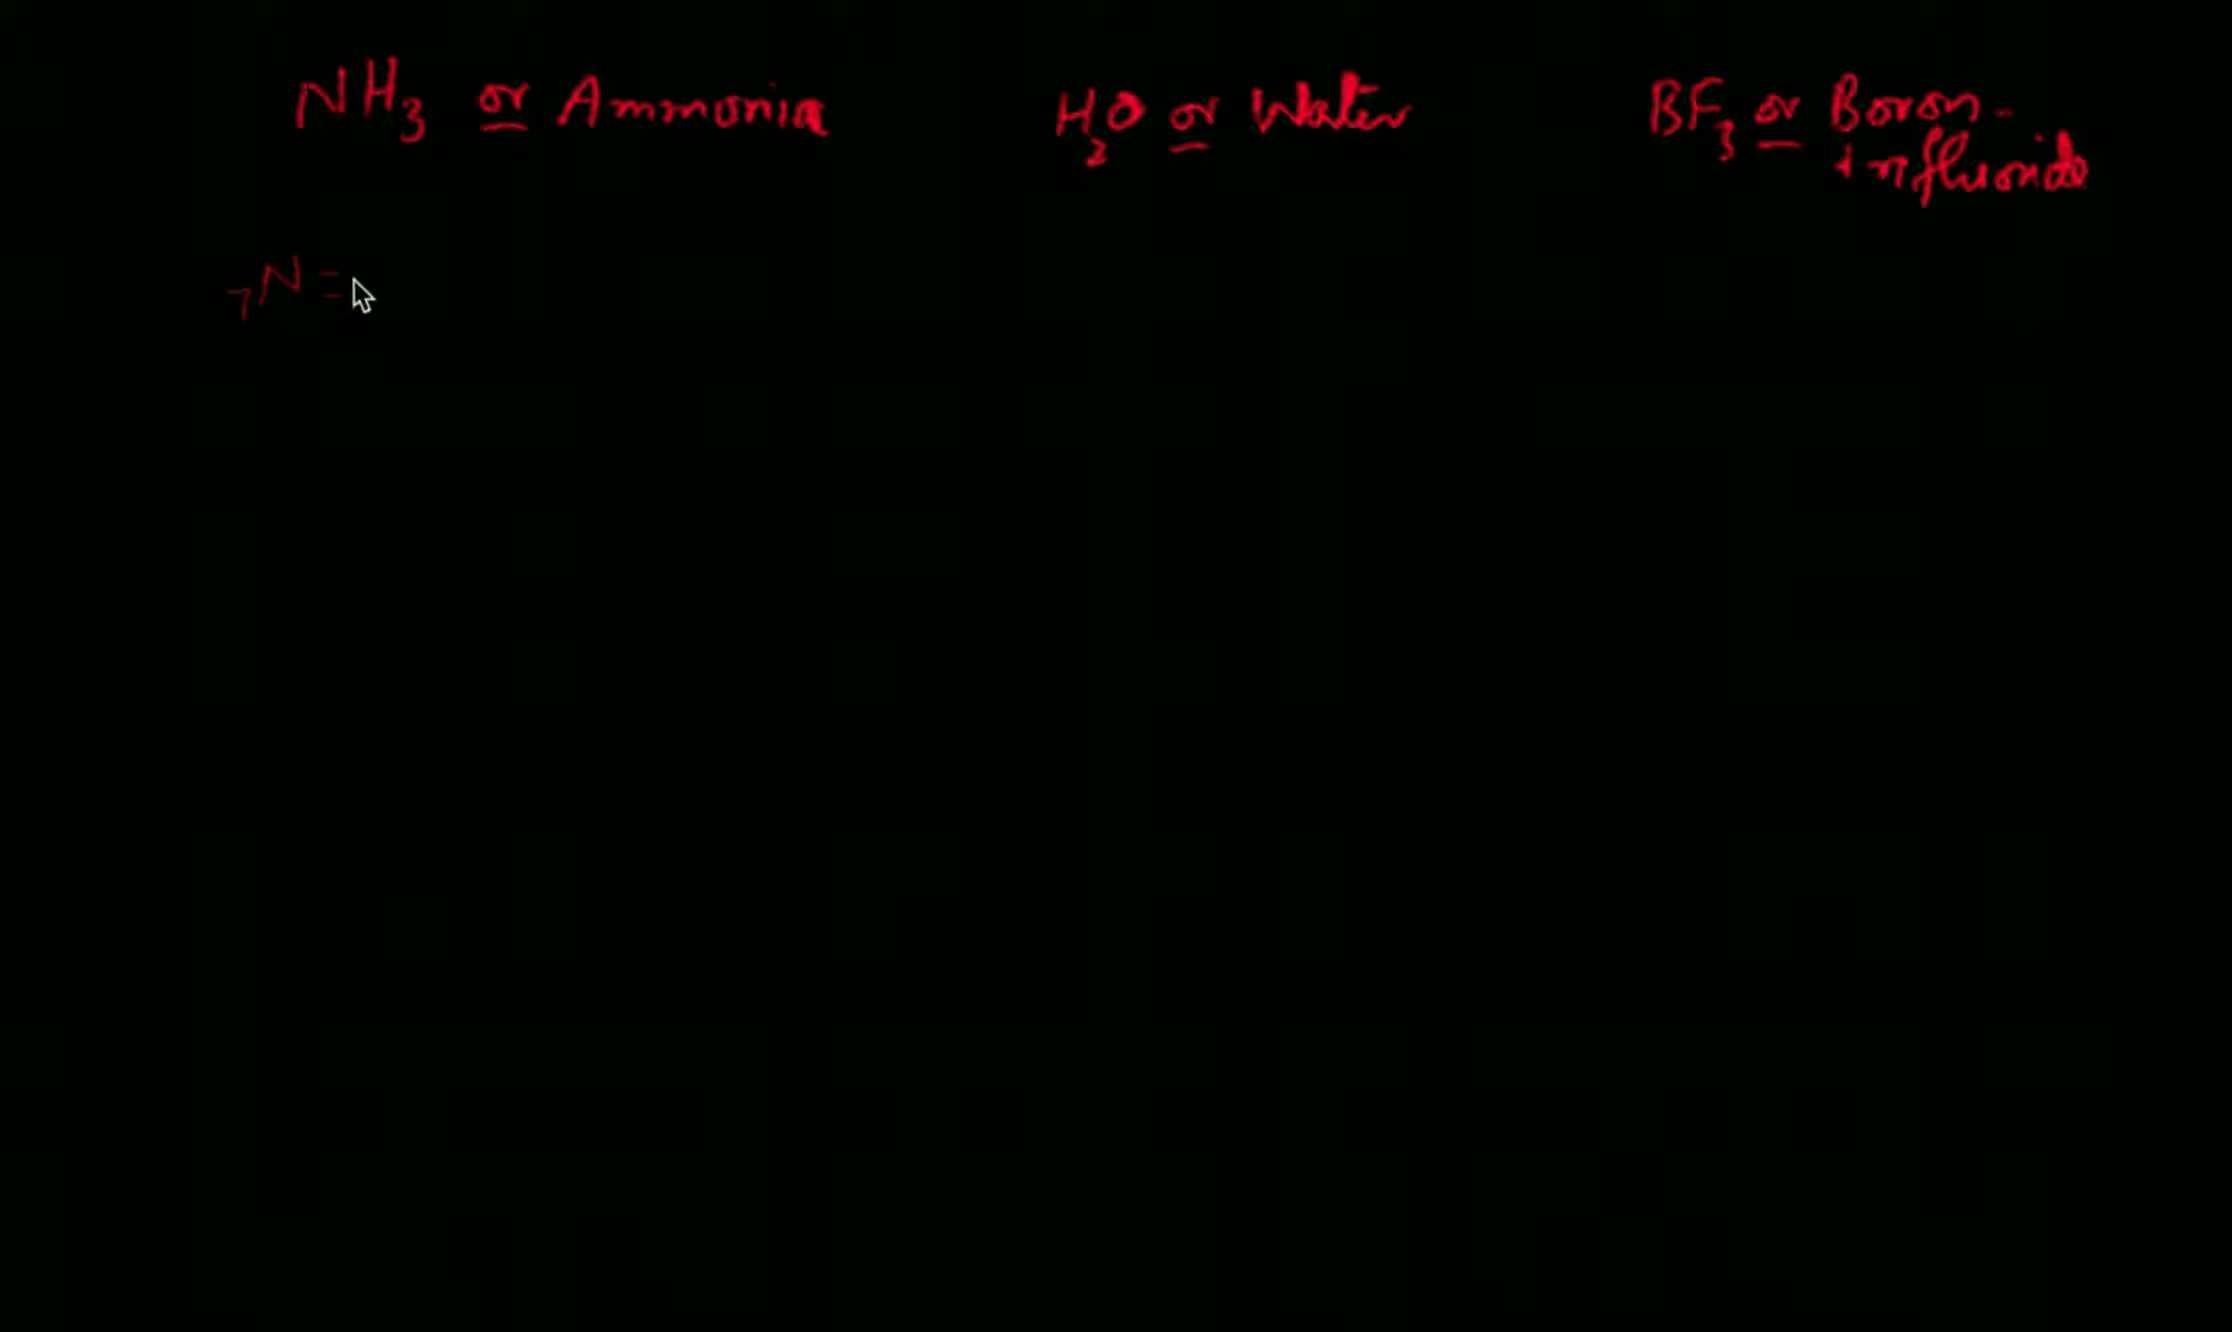 NH₃ or Ammonia
H₂O or Water
BF₃ or Boron-
trifluoride
₇N =